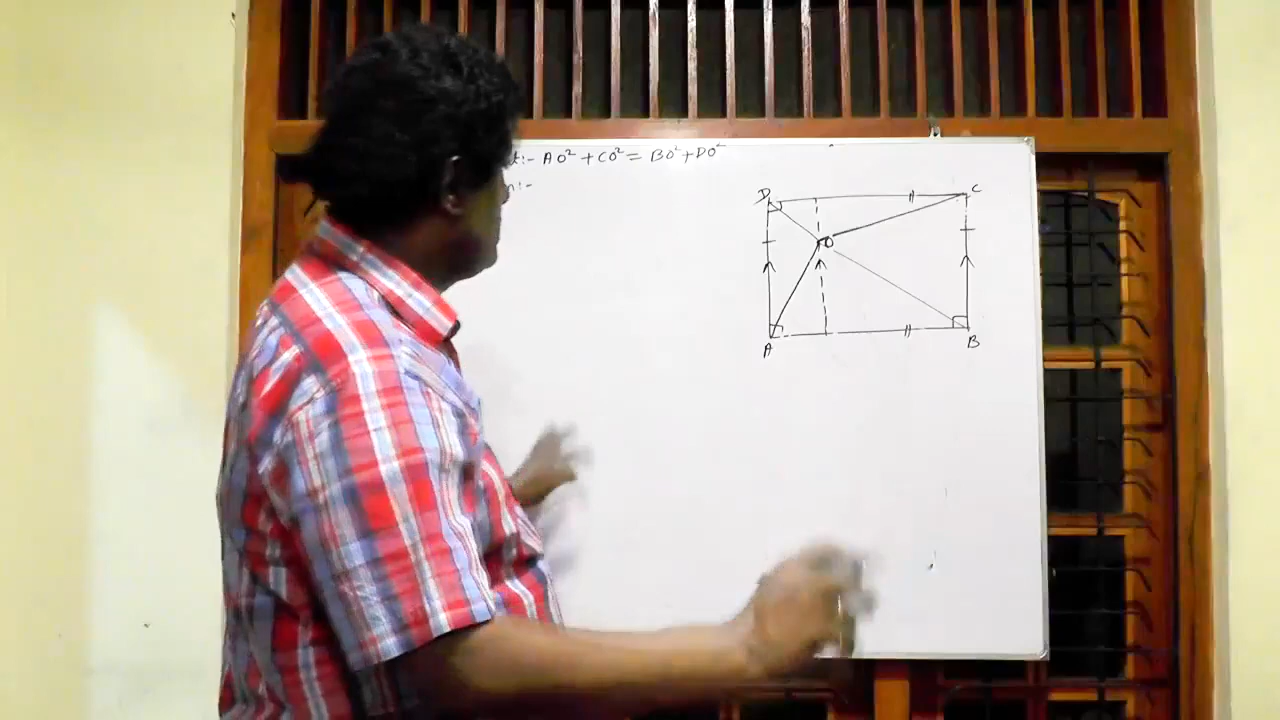 t:- AO² + CO² = BO² + DO²
n:-
D
C
O
A
B